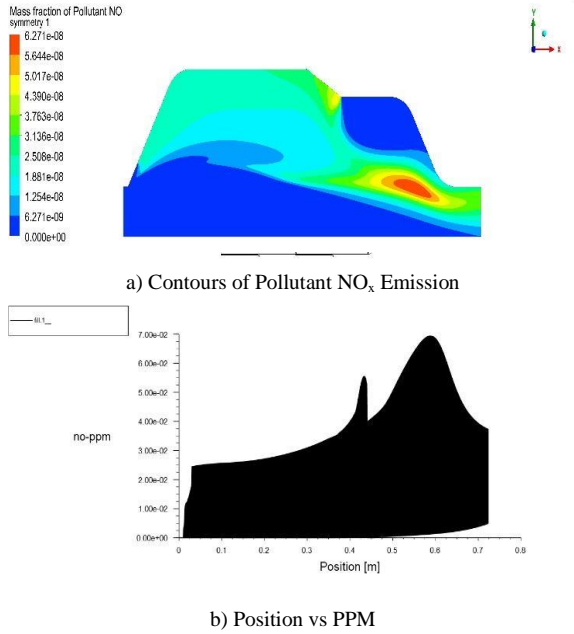 Mass fraction of Pollutant NO
symmetry 1
6.271e-08
5.644e-08
5.017e-08
4.390e-08
3.136e-08
2.508e-08
1.881e-08
1.254e-08
6.271e-09
0.000e+00
Y
X
a) Contours of Pollutant NOx Emission
7.00e-02
6.00e-02
5.00e-02
4.00e-02
3.00e-02
2.00e-02
1.00e-02
0.00e+00
no-ppm
0 0.1 0.2 0.3 0.4 0.5 0.6 0.7 0.8
Position [m]
b) Position vs PPM